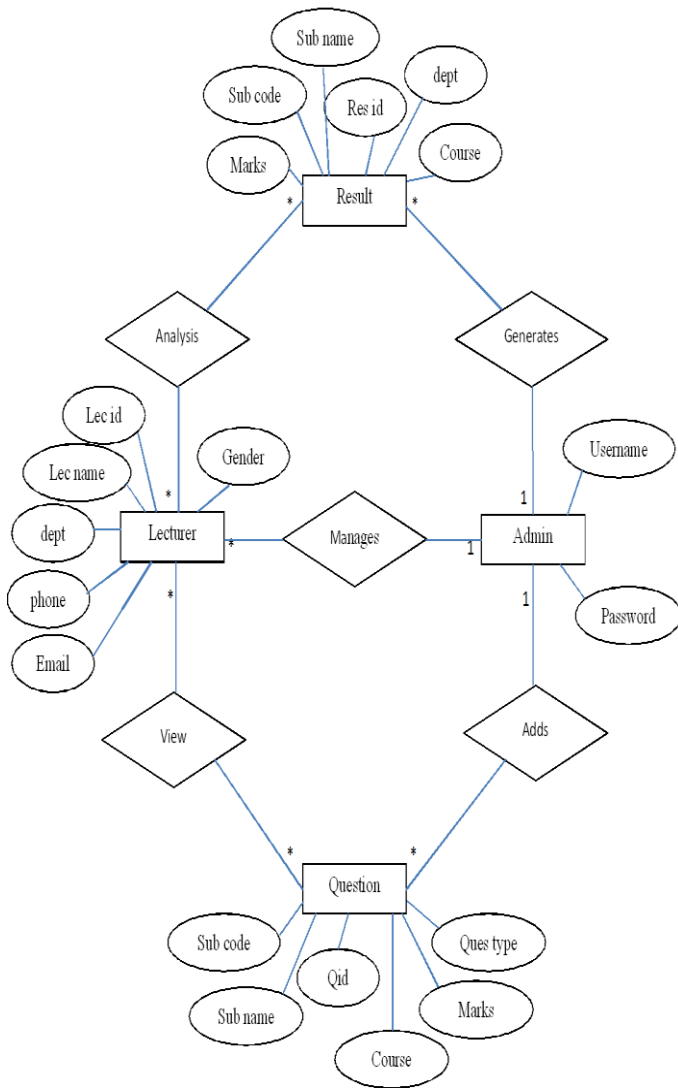 Sub name
dept
Sub code
Res id
Course
Marks
Result
*
*
Analysis
Generates
Lec id
Gender
Username
Lec name
*
1
dept
Lecturer
*
Manages
1
Admin
phone
*
1
Password
Email
View
Adds
*
*
Question
Sub code
Ques type
Qid
Sub name
Marks
Course